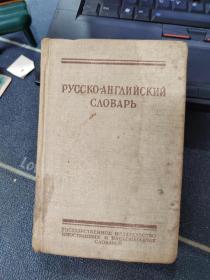 РУССКО-АНГЛИЙСКИЙ
СЛОВАРЬ
ГОСУДАРСТВЕННОЕ ИЗДАТЕЛЬСТВО
ИНОСТРАННЫХ И НАЦИОНАЛЬНЫХ
СЛОВАРЕЙ